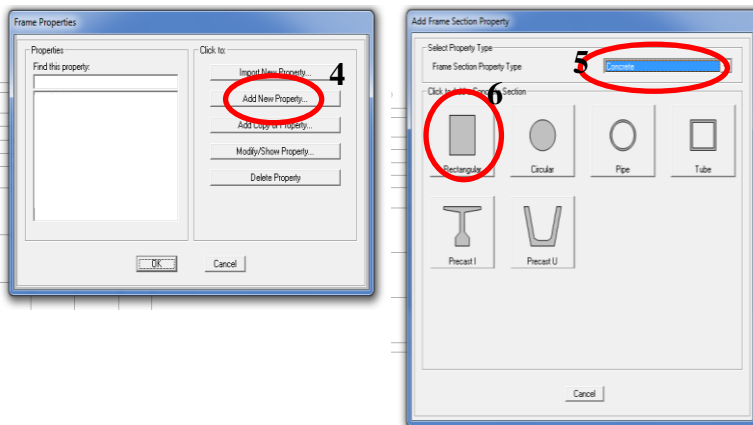 Frame Properties
Properties
Find this property:
Click to:
Import New Property...
4
Add New Property...
Add Copy of Property...
Modify/Show Property...
Delete Property
OK
Cancel
Add Frame Section Property
Select Property Type
Frame Section Property Type
5
Concrete
Click to Add a Concrete Section
6
Rectangular
Circular
Pipe
Tube
Precast I
Precast U
Cancel